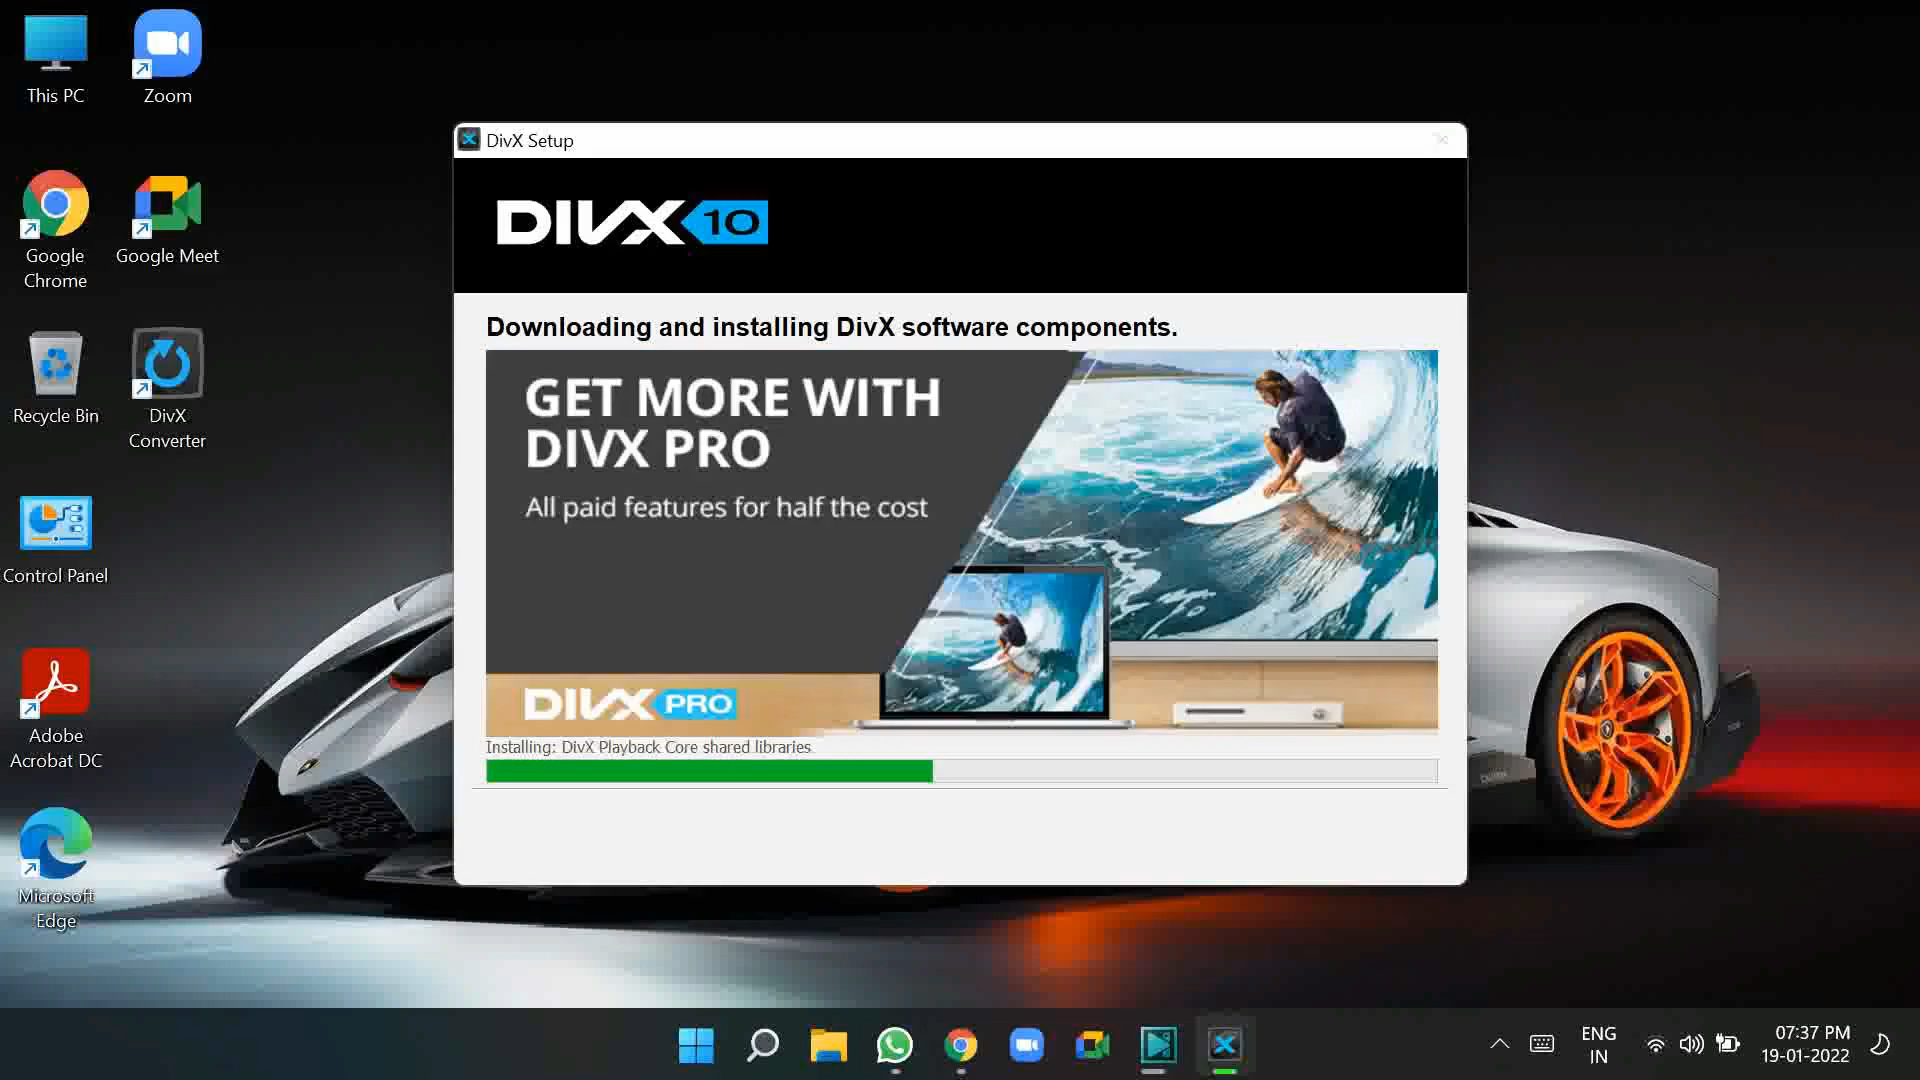 This PC
Zoom
Google
Chrome
Google Meet
Recycle Bin
DivX
Converter
Control Panel
Adobe
Acrobat DC
Microsoft
Edge
DivX Setup
DIVX 10
Downloading and installing DivX software components.
GET MORE WITH
DIVX PRO
All paid features for half the cost
DIVX PRO
Installing: DivX Playback Core shared libraries
ENG
IN
07:37 PM
19-01-2022